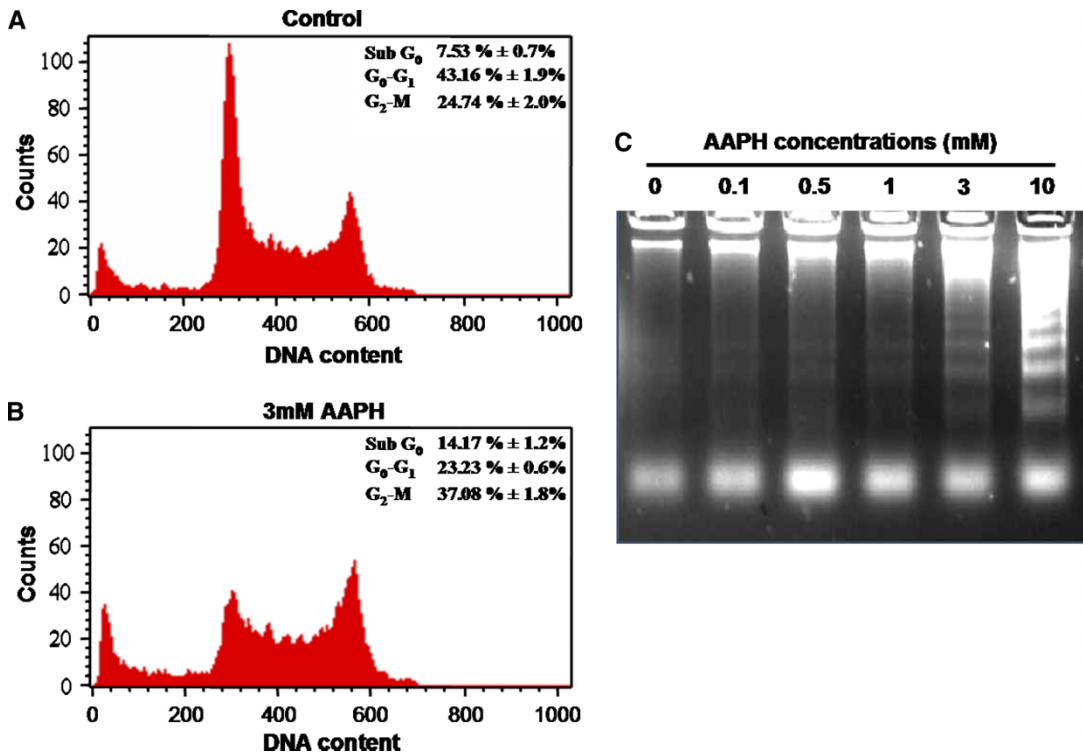 A
Control
Sub G₀ 7.53 % ± 0.7%
G₀-G₁ 43.16 % ± 1.9%
G₂-M 24.74 % ± 2.0%
100
80
60
40
20
0
Counts
0 200 400 600 800 1000
DNA content
B
3mM AAPH
Sub G₀ 14.17 % ± 1.2%
G₀-G₁ 23.23 % ± 0.6%
G₂-M 37.08 % ± 1.8%
100
80
60
40
20
0
Counts
0 200 400 600 800 1000
DNA content
C
AAPH concentrations (mM)
0 0.1 0.5 1 3 10